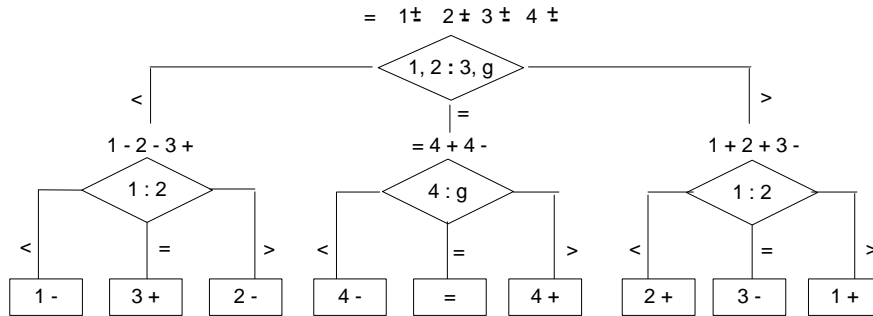 = 1± 2± 3± 4±
1, 2 : 3, g
< = >
1 - 2 - 3 + = 4 + 4 - 1 + 2 + 3 -
1 : 2 4 : g 1 : 2
< = > < = > < = >
1 - 3 + 2 - 4 - = 4 + 2 + 3 - 1 +